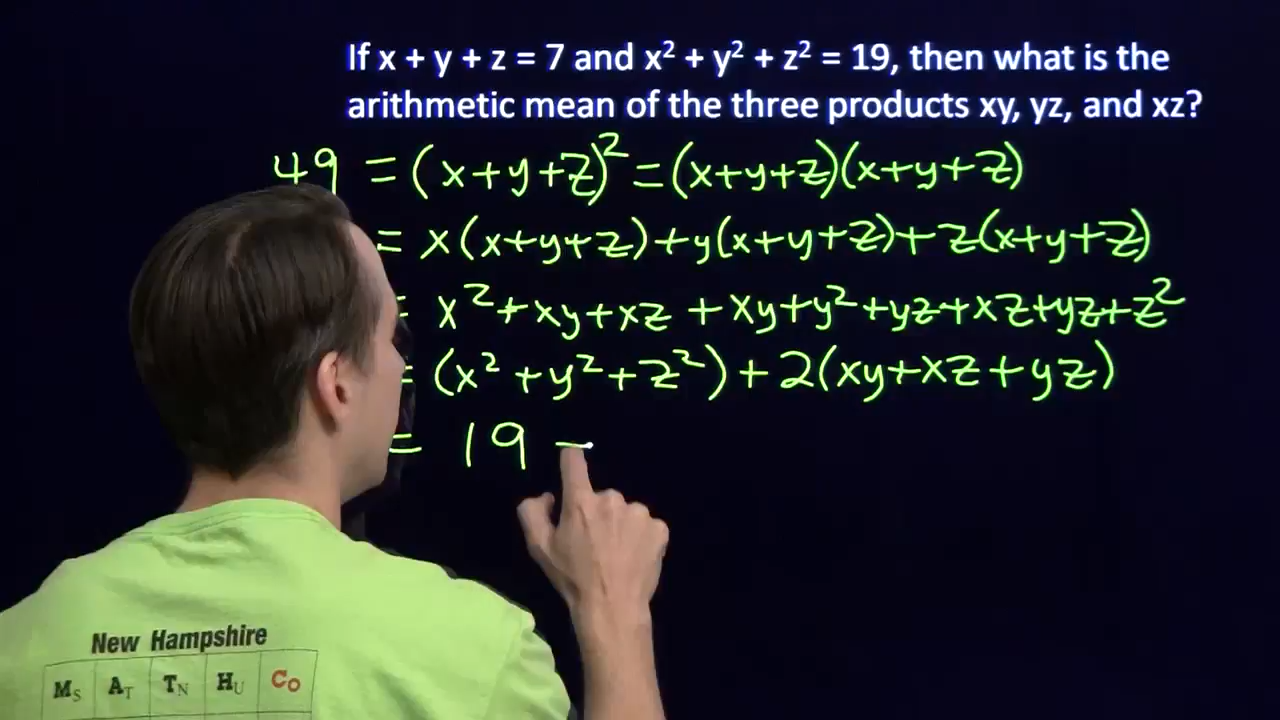 If x + y + z = 7 and x² + y² + z² = 19, then what is the
arithmetic mean of the three products xy, yz, and xz?
49 = (x+y+z)² = (x+y+z)(x+y+z)
= x(x+y+z)+y(x+y+z)+z(x+y+z)
= x²+xy+xz+xy+y²+yz+xz+yz+z²
= (x²+y²+z²)+2(xy+xz+yz)
= 19 -
New Hampshire
Ms AT TN HU Co